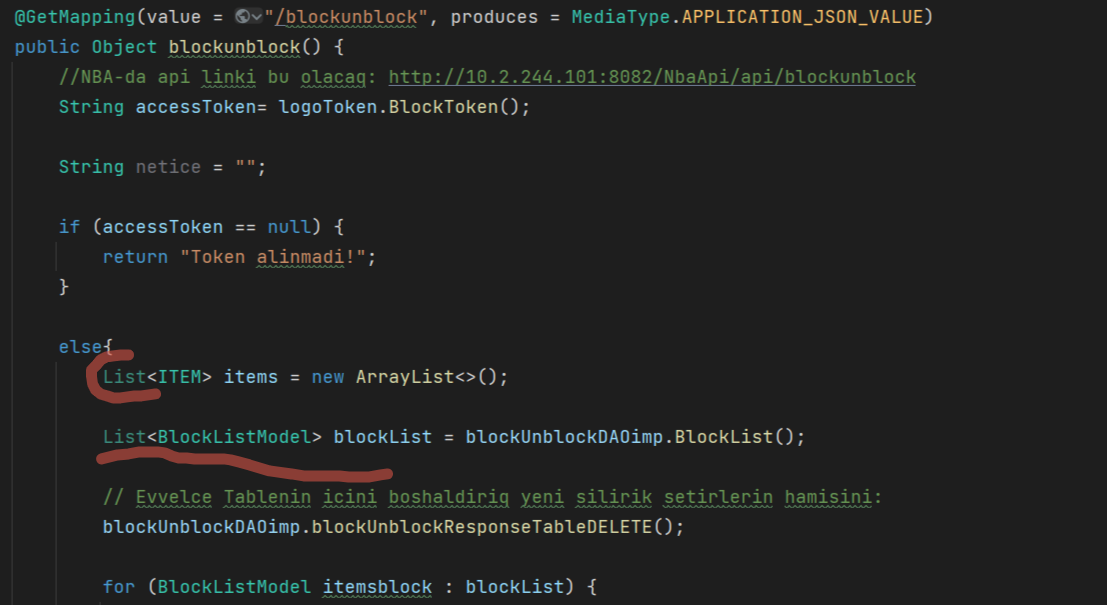 @GetMapping(value = "/blockunblock", produces = MediaType.APPLICATION_JSON_VALUE)
public Object blockunblock() {
//NBA-da api linki bu olacaq: http://10.2.244.101:8082/NbaApi/api/blockunblock
String accessToken= logoToken.BlockToken();
String netice = "";
if (accessToken == null) {
return "Token alinmadi!";
}
else{
List<ITEM> items = new ArrayList<>();
List<BlockListModel> blockList = blockUnblockDAOimp.BlockList();
// Evvelce Tablenin icini boshaldiriq yeni silirik setirlerin hamisini:
blockUnblockDAOimp.blockUnblockResponseTableDELETE();
for (BlockListModel itemsblock : blockList) {